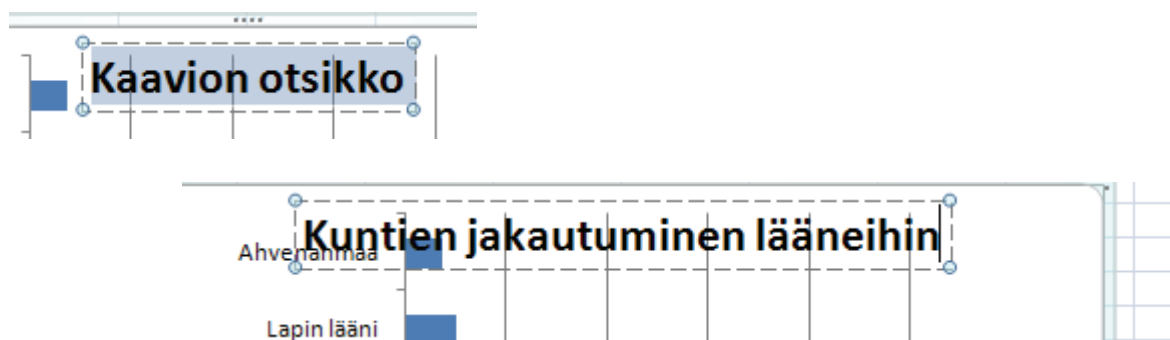 Kaavion otsikko
Kuntien jakautuminen lääneihin
Ahvenanmaa
Lapin lääni